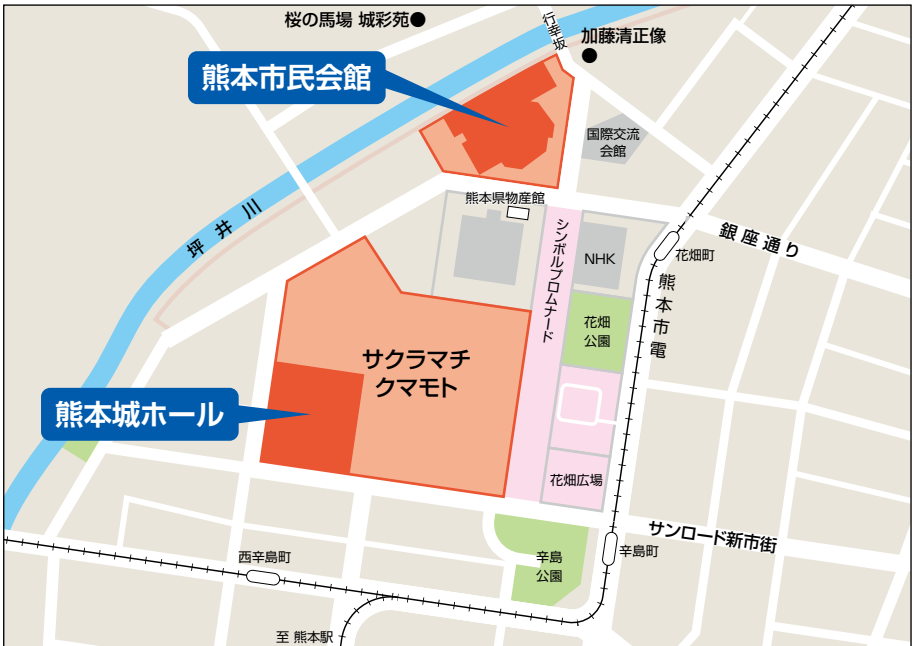 桜の馬場 城彩苑
行幸坂
加藤清正像
熊本市民会館
国際交流
会館
熊本県物産館
坪井川
シンボルプロムナード
銀座通り
NHK
花畑町
熊本市電
花畑
公園
サクラマチ
クマモト
熊本城ホール
花畑広場
サンロード新市街
西辛島町
辛島
公園
辛島町
至 熊本駅